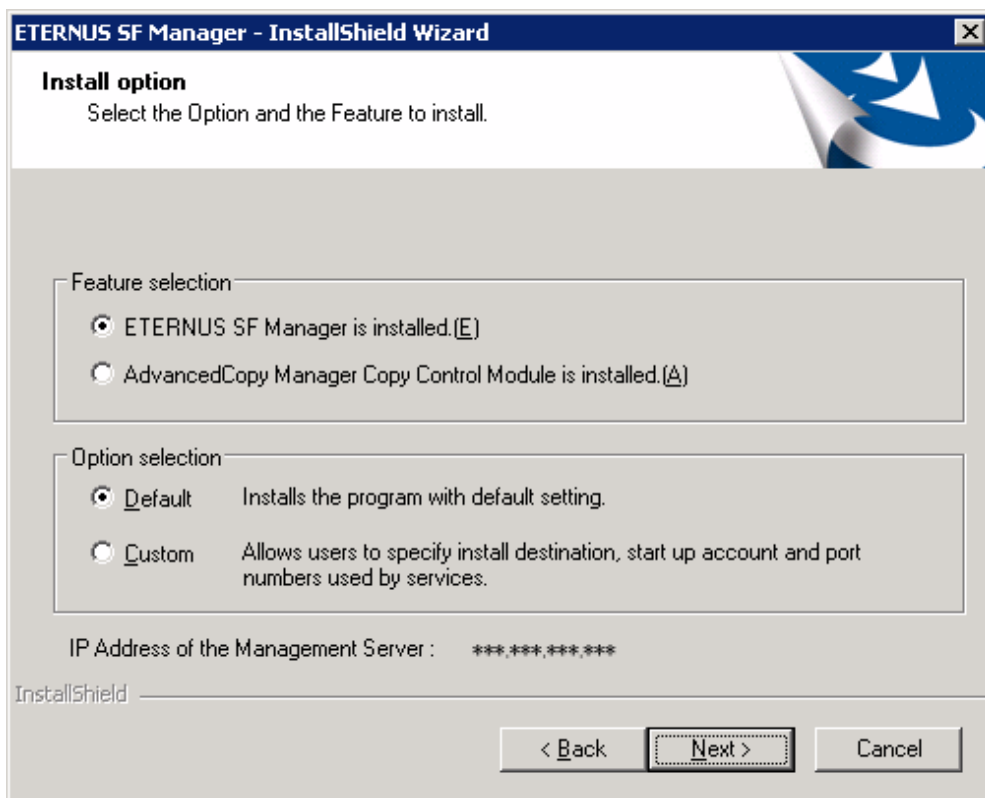 ETERNUS SF Manager - InstallShield Wizard
Install option
Select the Option and the Feature to install.
Feature selection
ETERNUS SF Manager is installed.(E)
AdvancedCopy Manager Copy Control Module is installed.(A)
Option selection
Default Installs the program with default setting.
Custom Allows users to specify install destination, start up account and port
numbers used by services.
IP Address of the Management Server : ***.***.***.***
InstallShield
< Back Next > Cancel